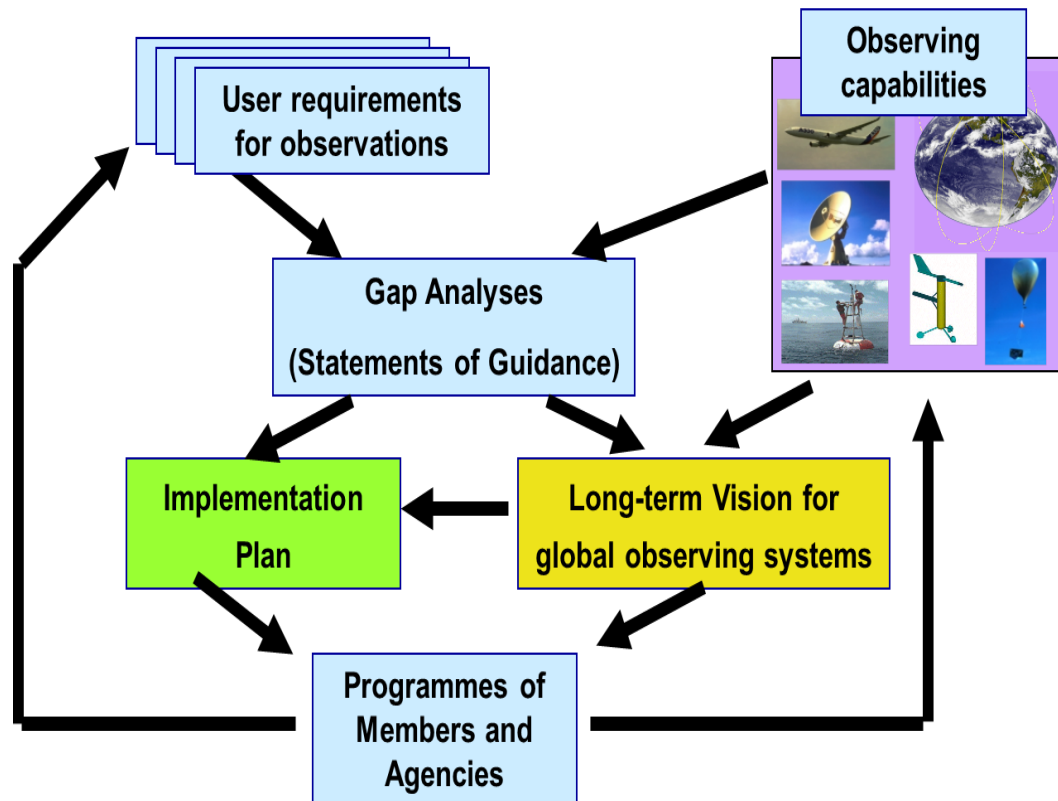 User requirements
for observations
Observing
capabilities
Gap Analyses
(Statements of Guidance)
Implementation
Plan
Long-term Vision for
global observing systems
Programmes of
Members and
Agencies